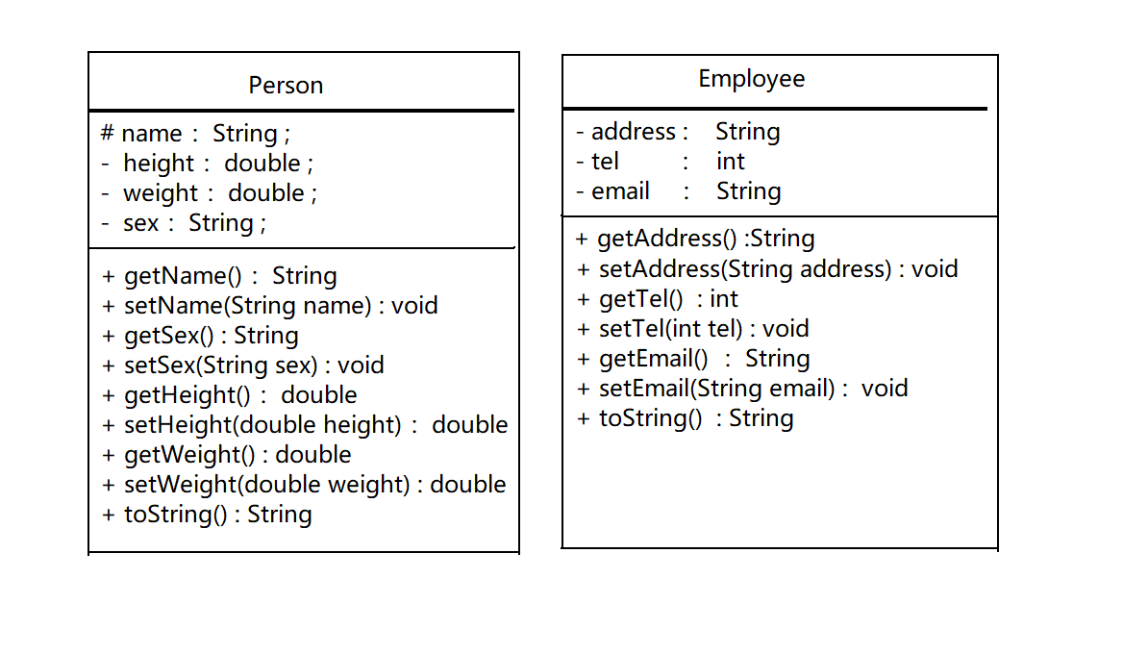 Person
# name : String ;
- height : double ;
- weight : double ;
- sex : String ;
+ getName() : String
+ setName(String name) : void
+ getSex() : String
+ setSex(String sex) : void
+ getHeight() : double
+ setHeight(double height) : double
+ getWeight() : double
+ setWeight(double weight) : double
+ toString() : String
Employee
- address : String
- tel : int
- email : String
+ getAddress() :String
+ setAddress(String address) : void
+ getTel() : int
+ setTel(int tel) : void
+ getEmail() : String
+ setEmail(String email) : void
+ toString() : String